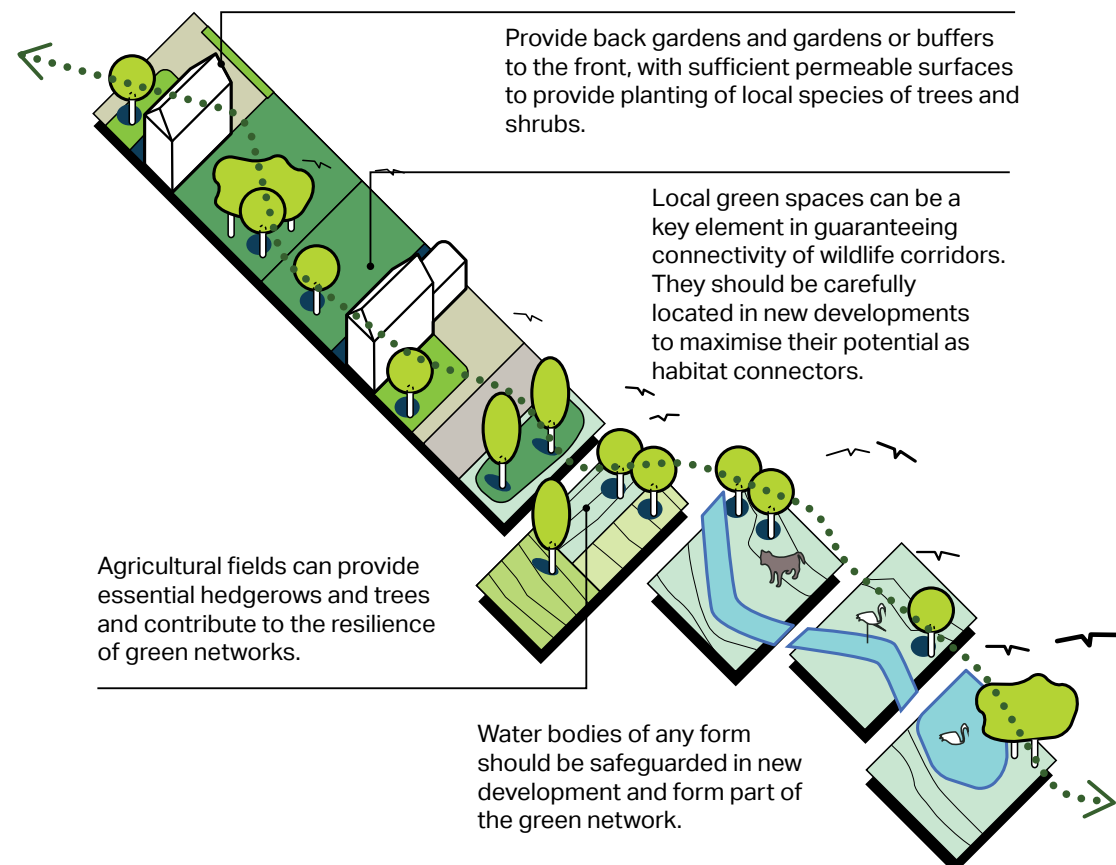 Provide back gardens and gardens or buffers
to the front, with sufficient permeable surfaces
to provide planting of local species of trees and
shrubs.
Local green spaces can be a
key element in guaranteeing
connectivity of wildlife corridors.
They should be carefully
located in new developments
to maximise their potential as
habitat connectors.
Agricultural fields can provide
essential hedgerows and trees
and contribute to the resilience
of green networks.
Water bodies of any form
should be safeguarded in new
development and form part of
the green network.